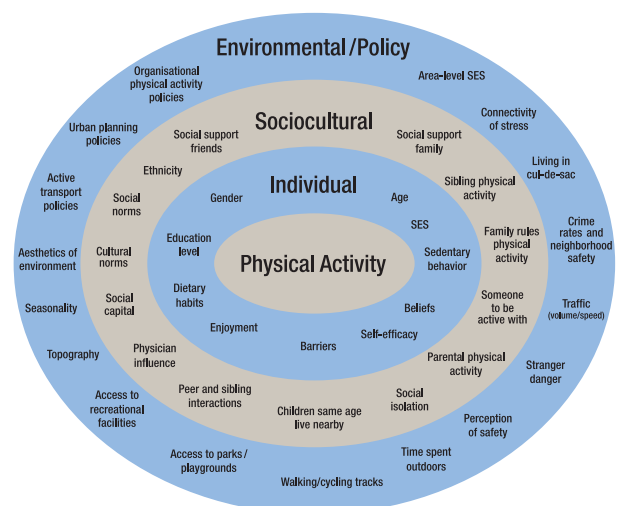 Environmental/Policy
Organisational
physical activity
policies
Area-level SES
Urban planning
policies
Connectivity
of stress
Active
transport
policies
Living in
cul-de-sac
Aesthetics of
environment
Crime
rates and
neighborhood
safety
Seasonality
Traffic
(volume/speed)
Topography
Stranger
danger
Access to
recreational
facilities
Perception
of safety
Access to parks/
playgrounds
Time spent
outdoors
Walking/cycling tracks
Sociocultural
Social support
friends
Social support
family
Ethnicity
Sibling physical
activity
Social
norms
Family rules
physical
activity
Cultural
norms
Social
capital
Someone
to be
active with
Physician
influence
Parental physical
activity
Peer and sibling
interactions
Social
isolation
Children same age
live nearby
Individual
Gender
Age
SES
Education
level
Sedentary
behavior
Dietary
habits
Beliefs
Enjoyment
Self-efficacy
Barriers
Physical Activity